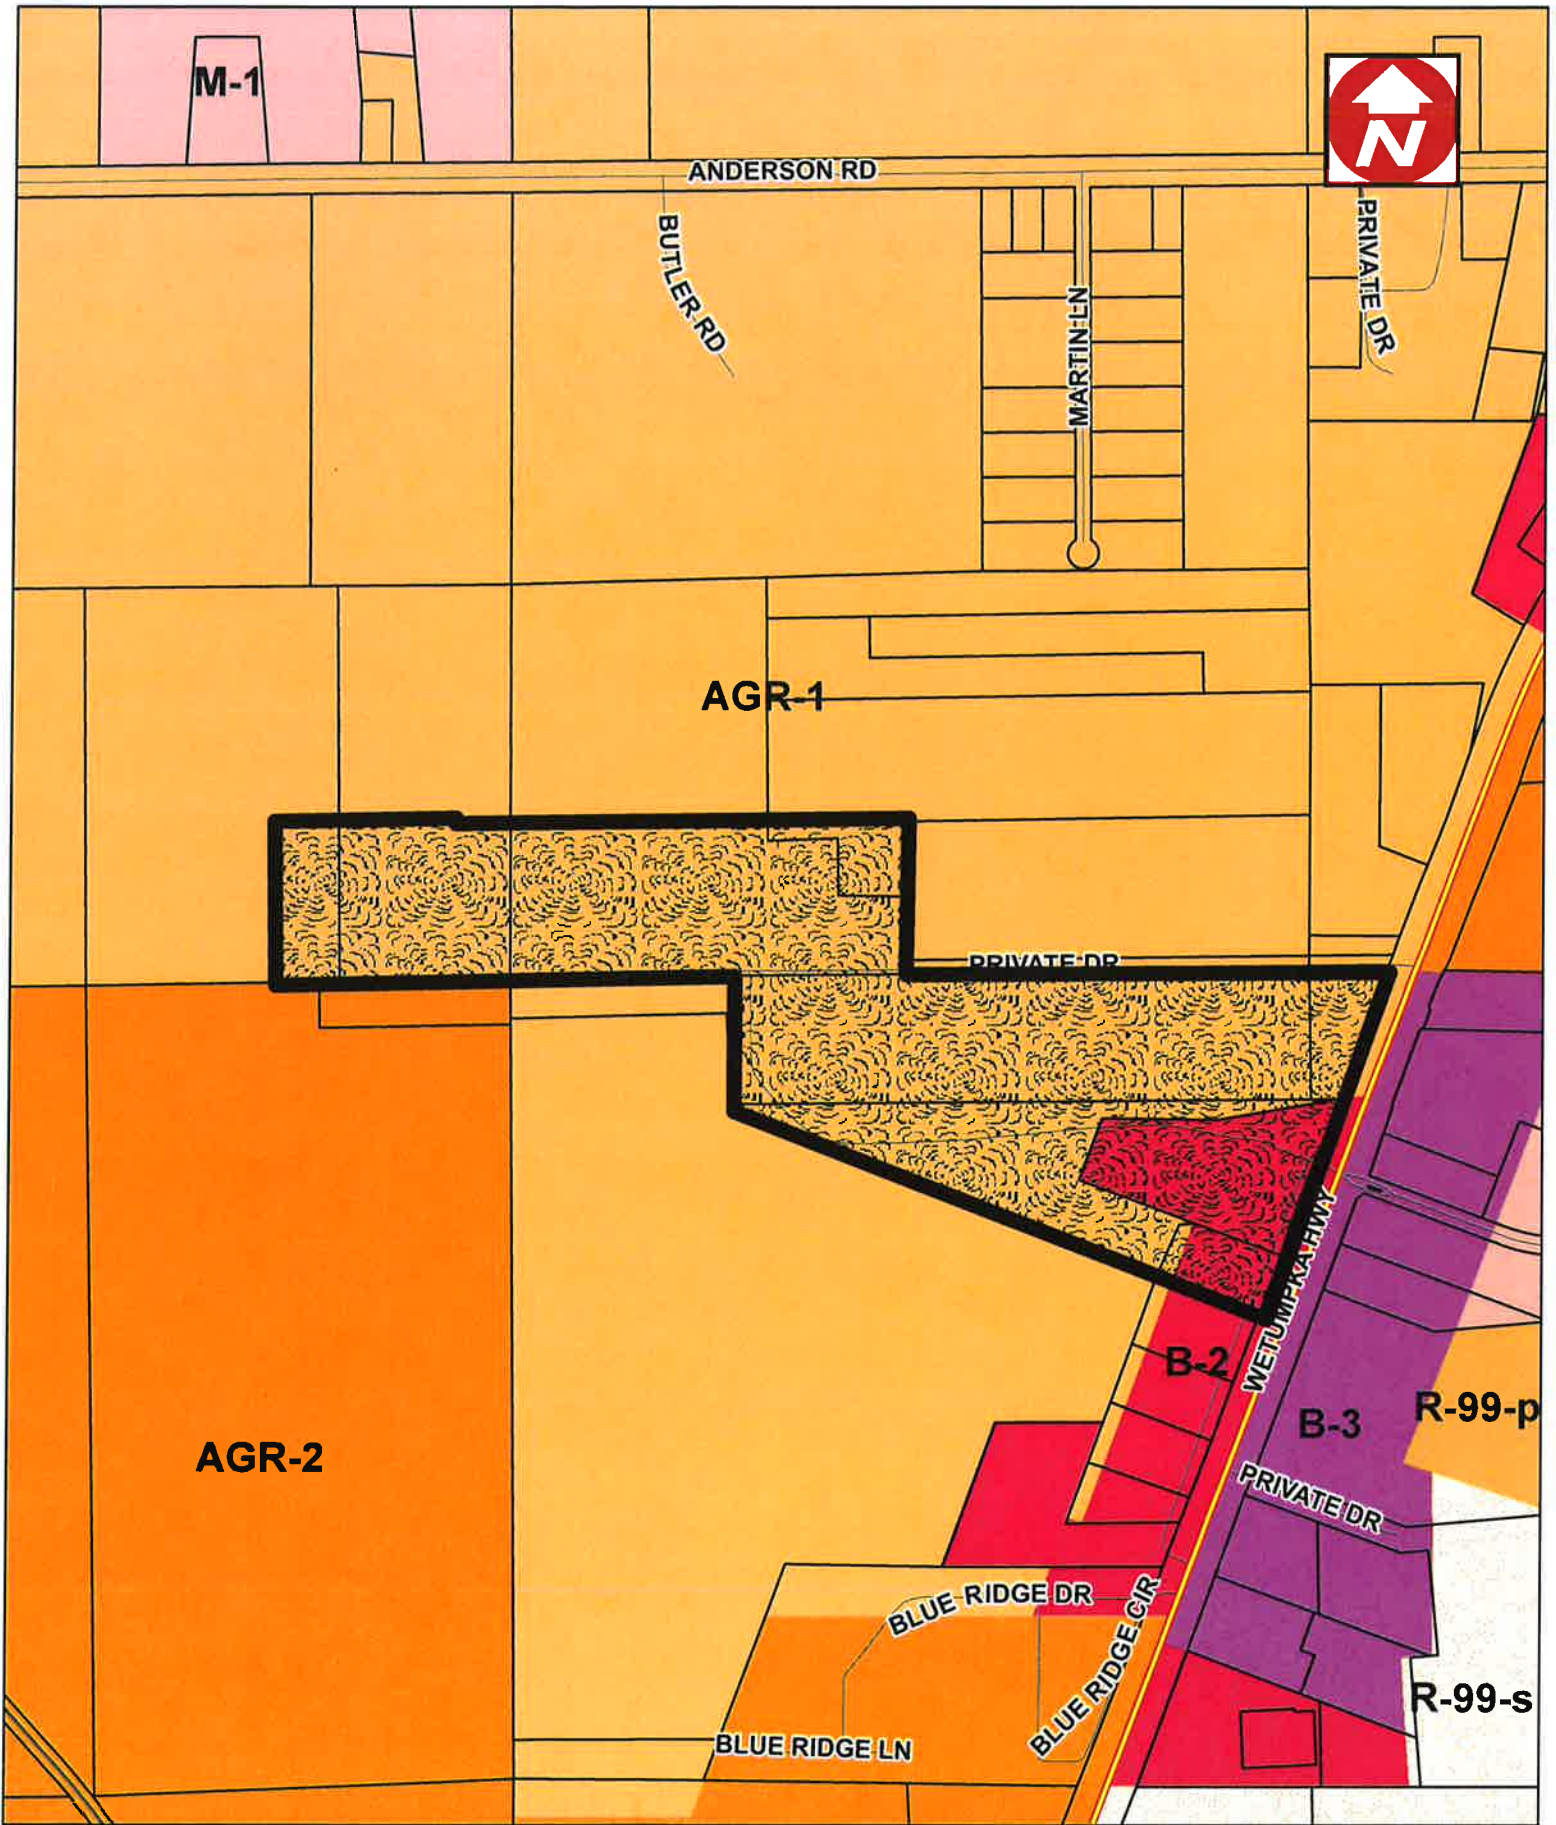 M-1
N
ANDERSON RD
BUTLER RD
MARTIN LN
PRIVATE DR
AGR-1
PRIVATE DR
WETUMPKA HWY
B-2
B-3
R-99-p
AGR-2
PRIVATE DR
BLUE RIDGE DR
BLUE RIDGE CIR
R-99-s
BLUE RIDGE LN